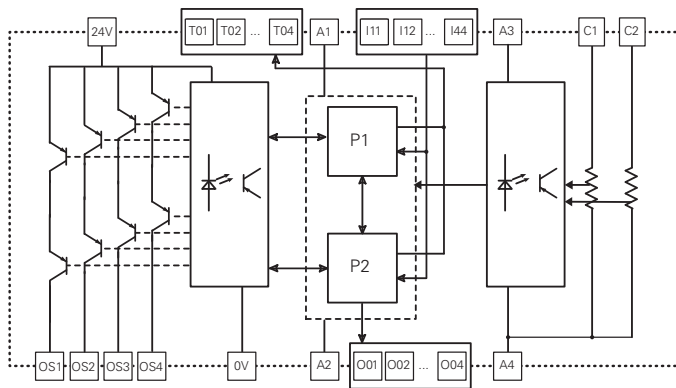 24V T01 T02 ... T04 A1 I11 I12 ... I44 A3 C1 C2
P1
P2
OS1 OS2 OS3 OS4 0V A2 O01 O02 ... O04 A4